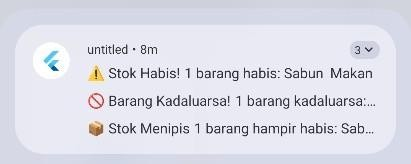 untitled • 8m
3
⚠️ Stok Habis! 1 barang habis: Sabun Makan
🚫 Barang Kadaluarsa! 1 barang kadaluarsa:...
📦 Stok Menipis 1 barang hampir habis: Sab...